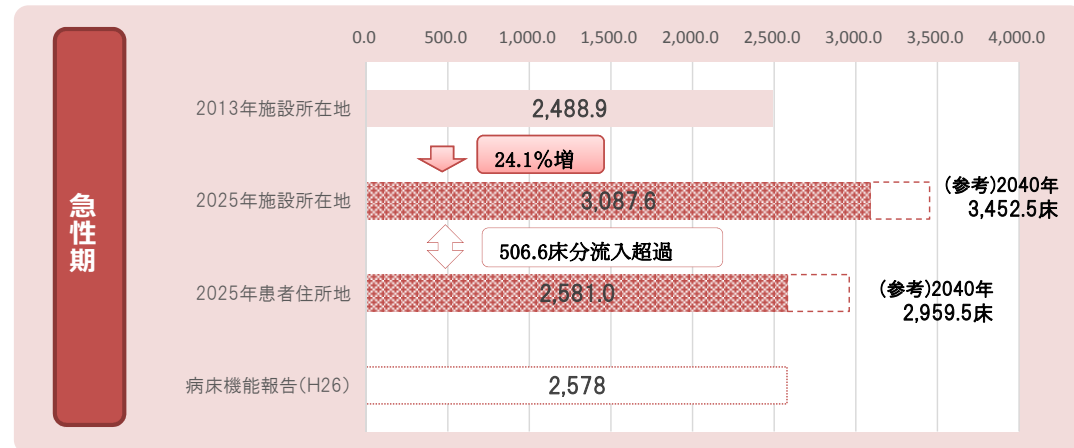 急性期
0.0 500.0 1,000.0 1,500.0 2,000.0 2,500.0 3,000.0 3,500.0 4,000.0
2013年施設所在地 2,488.9
24.1%増
2025年施設所在地 3,087.6 (参考)2040年
3,452.5床
506.6床分流入超過
2025年患者住所地 2,581.0 (参考)2040年
2,959.5床
病床機能報告(H26) 2,578